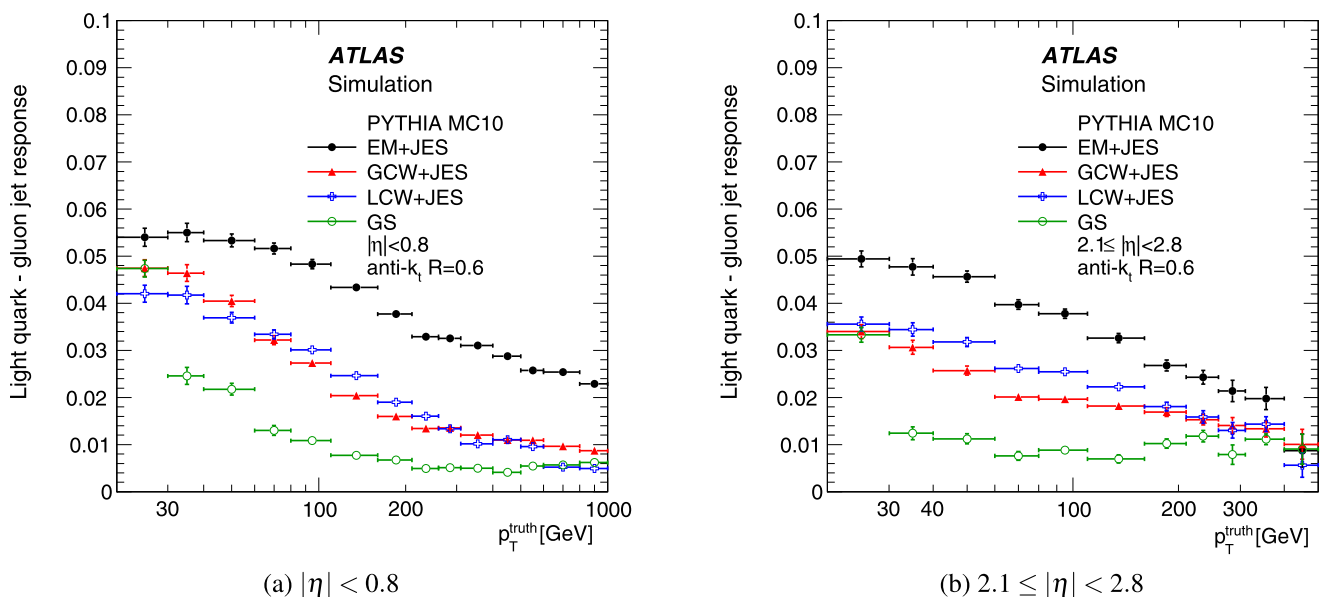 Light quark - gluon jet response
0.1
0.09
0.08
0.07
0.06
0.05
0.04
0.03
0.02
0.01
0
ATLAS
Simulation
PYTHIA MC10
EM+JES
GCW+JES
LCW+JES
GS
|η|<0.8
anti-kt R=0.6
30 100 200 1000
pTtruth[GeV]
(a) |η| < 0.8
Light quark - gluon jet response
0.1
0.09
0.08
0.07
0.06
0.05
0.04
0.03
0.02
0.01
0
ATLAS
Simulation
PYTHIA MC10
EM+JES
GCW+JES
LCW+JES
GS
2.1≤ |η|<2.8
anti-kt R=0.6
30 40 100 200 300
pTtruth[GeV]
(b) 2.1 ≤ |η| < 2.8